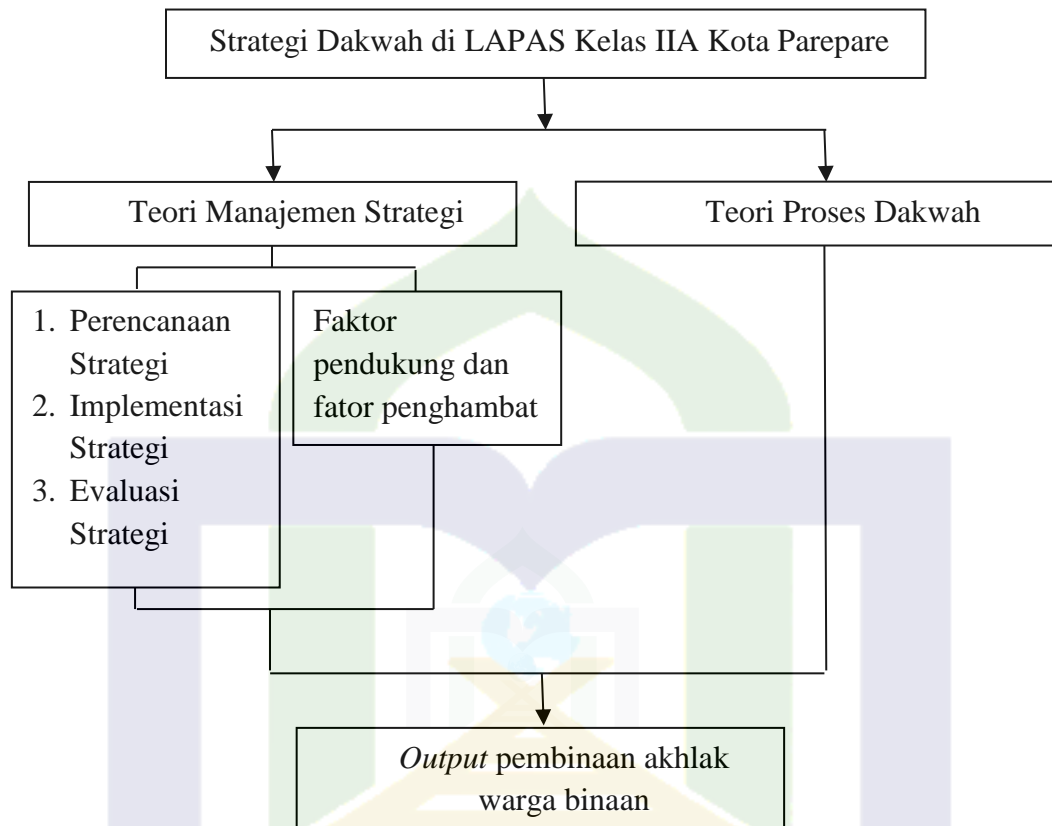 Strategi Dakwah di LAPAS Kelas IIA Kota Parepare
Teori Manajemen Strategi
Teori Proses Dakwah
1. Perencanaan
Strategi
2. Implementasi
Strategi
3. Evaluasi
Strategi
Faktor
pendukung dan
fator penghambat
Output pembinaan akhlak
warga binaan